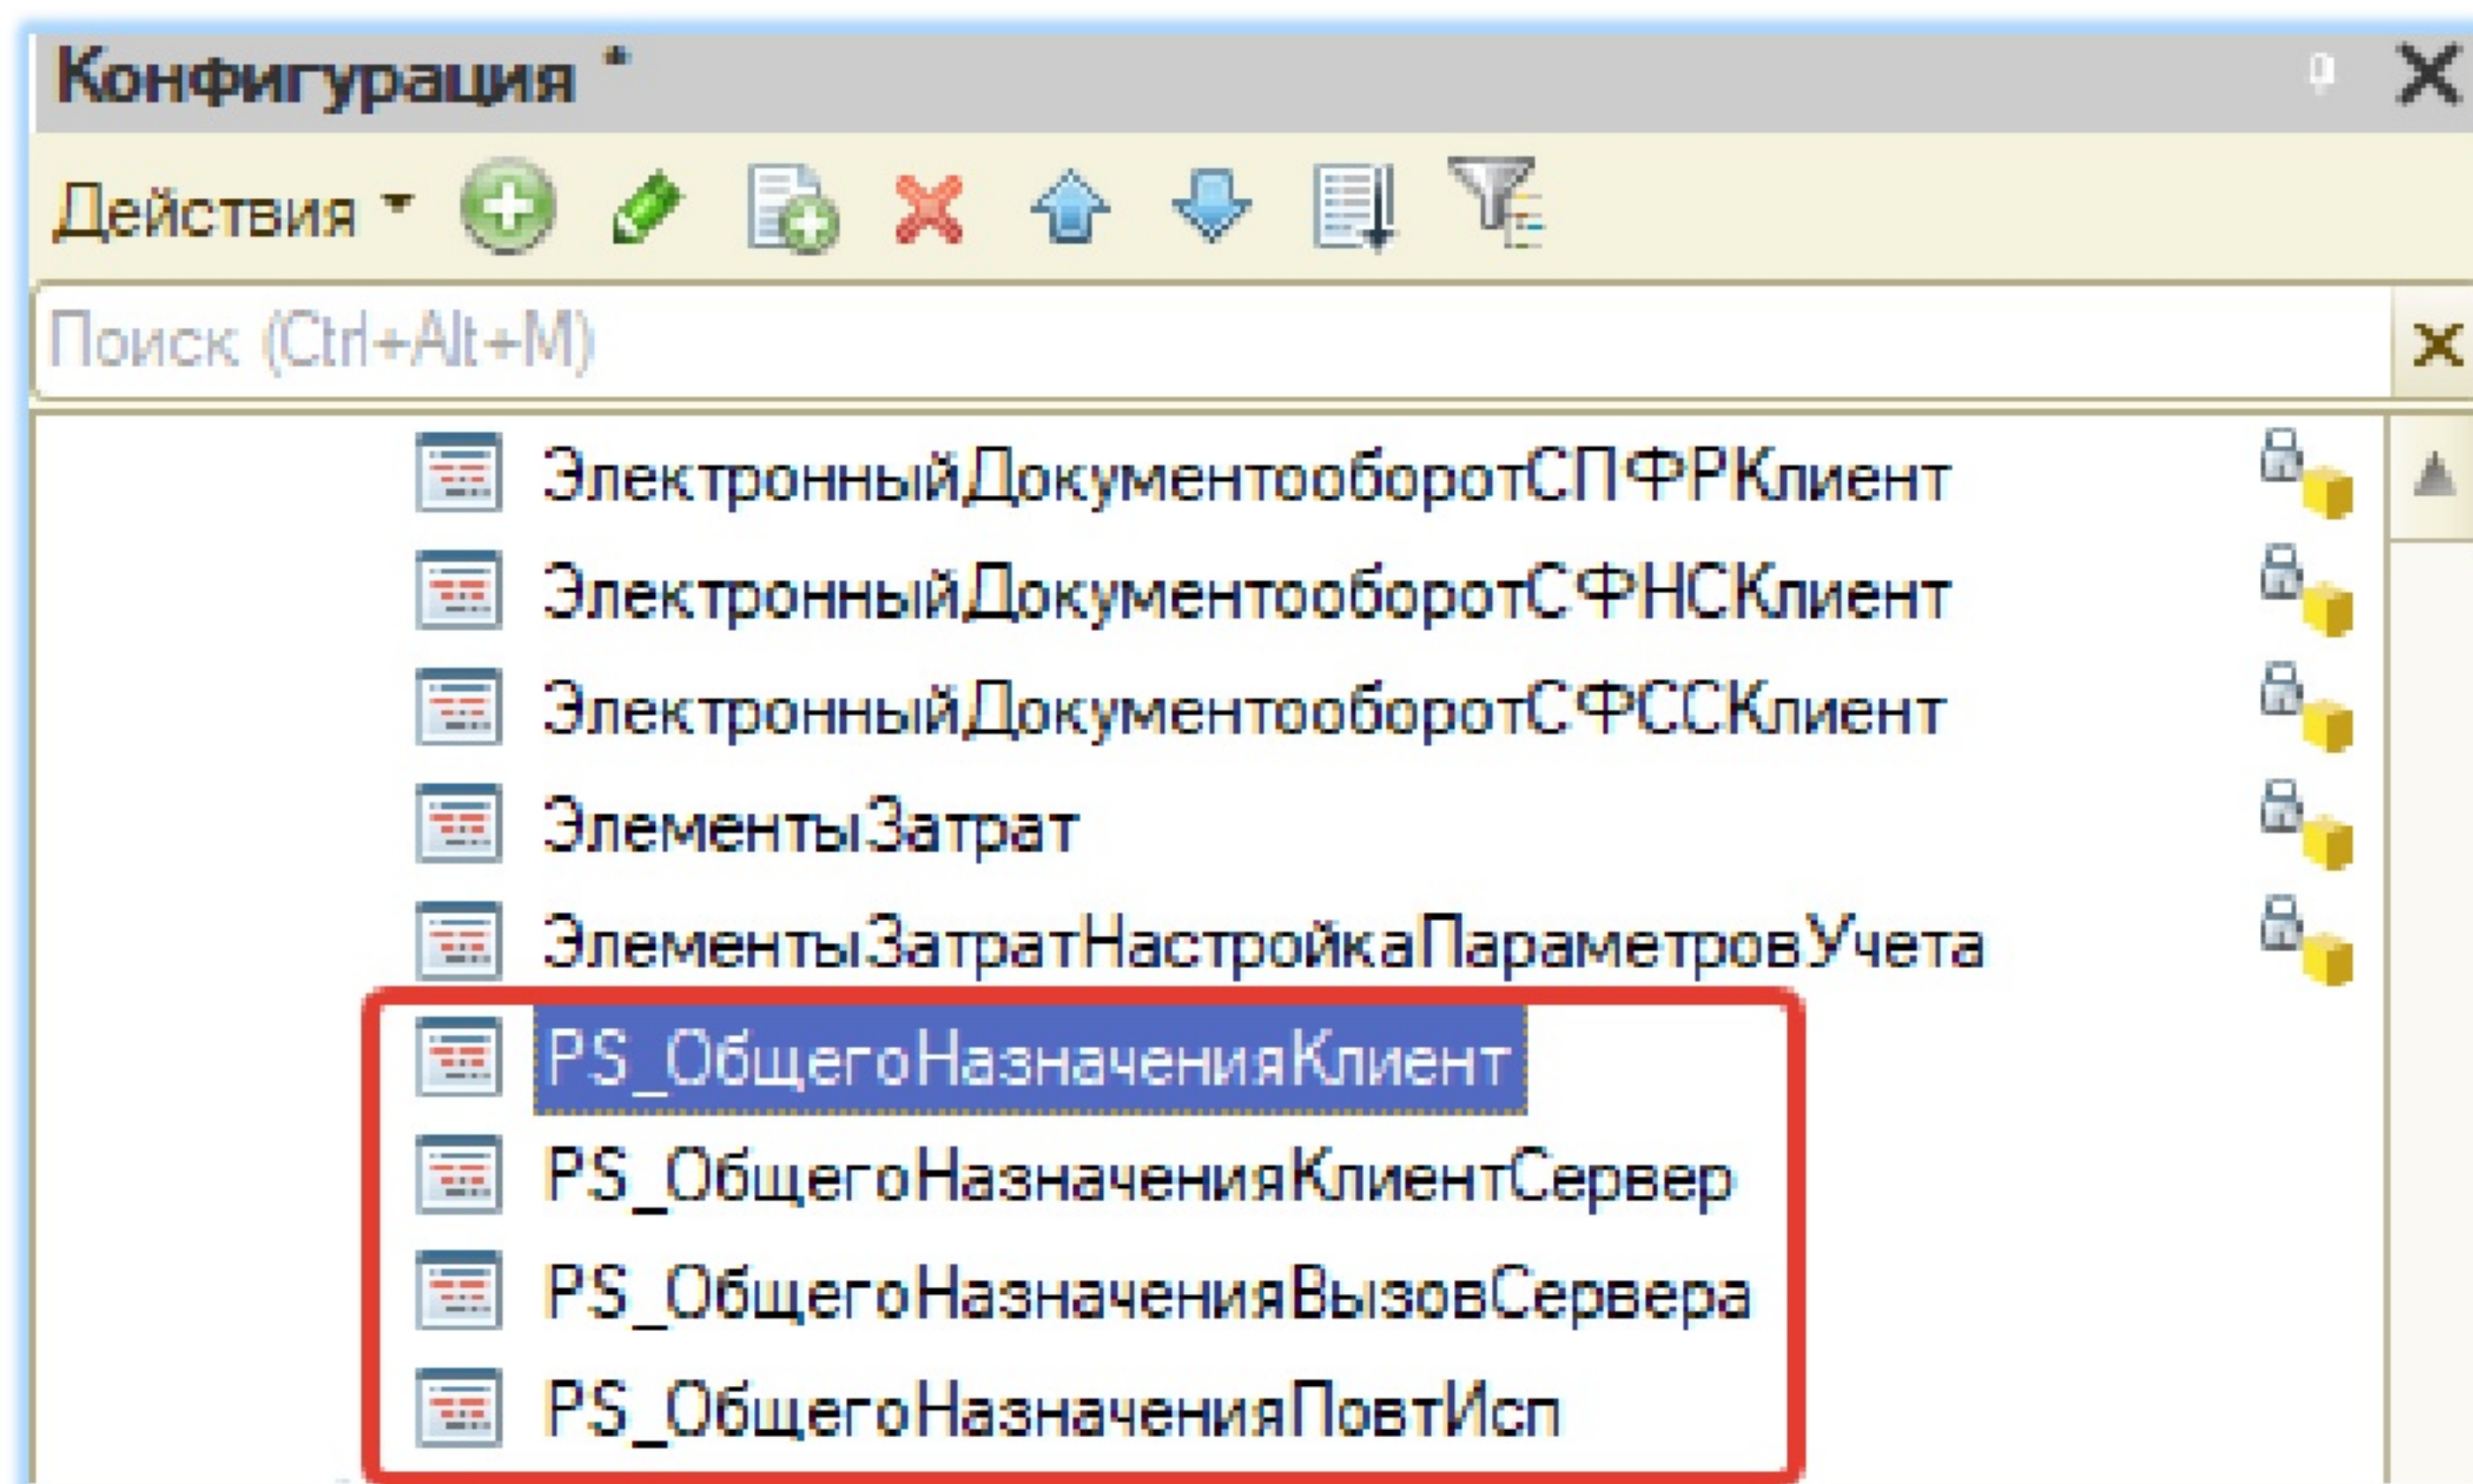 Конфигурация *
Действия
Поиск (Ctrl+Alt+M)
ЭлектронныйДокументооборотСПФРКлиент
ЭлектронныйДокументооборотСФНСКлиент
ЭлектронныйДокументооборотСФССКлиент
ЭлементыЗатрат
ЭлементыЗатратНастройкаПараметровУчета
PS_ОбщегоНазначенияКлиент
PS_ОбщегоНазначенияКлиентСервер
PS_ОбщегоНазначенияВызовСервера
PS_ОбщегоНазначенияПовтИсп